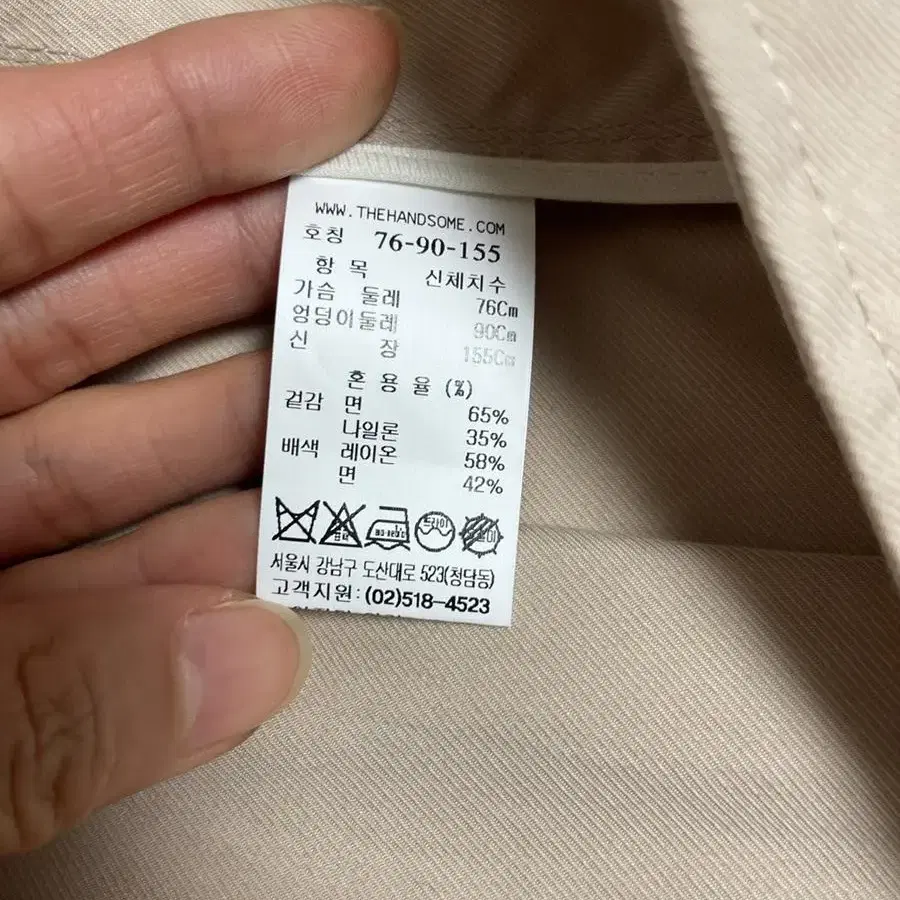 WWW.THEHANDSOME.COM
호칭 76-90-155
항 목 신체치수
가슴 둘레 76Cm
엉덩이둘레 90Cm
신 장 155Cm
혼 용 율 (%)
겉감 면 65%
나일론 35%
배색 레이온 58%
면 42%
드라이
서울시 강남구 도산대로 523(청담동)
고객지원: (02)518-4523